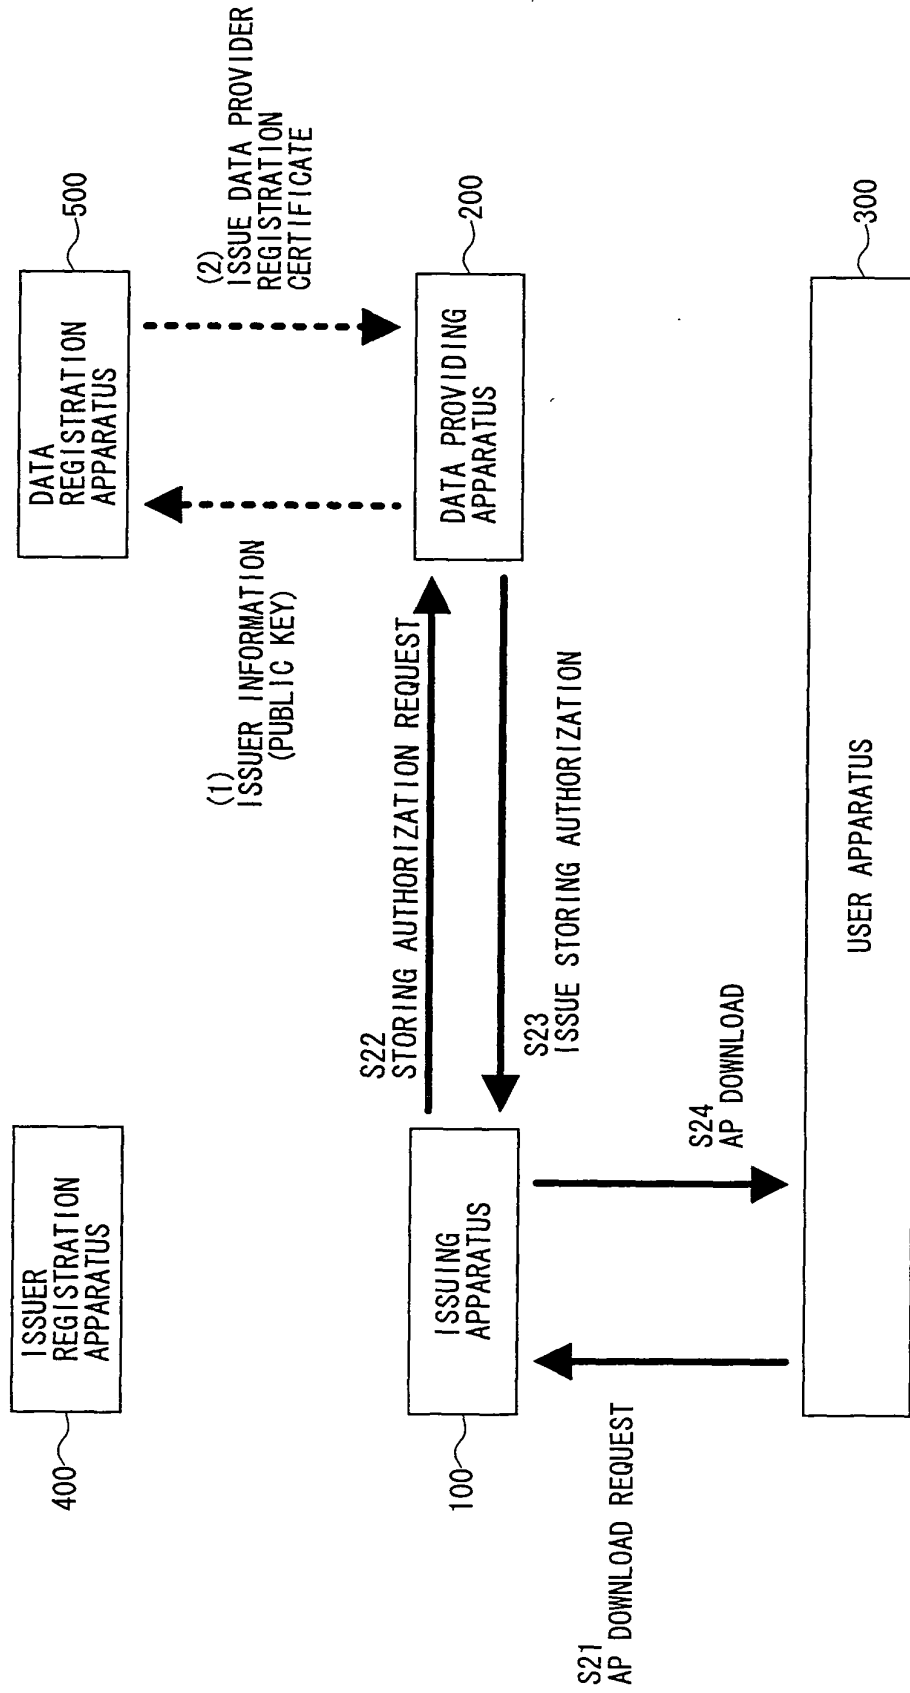 400
ISSUER
REGISTRATION
APPARATUS
DATA
REGISTRATION
APPARATUS
500
(1)
ISSUER INFORMATION
(PUBLIC KEY)
(2)
ISSUE DATA PROVIDER
REGISTRATION
CERTIFICATE
S22
STORING AUTHORIZATION REQUEST
100
ISSUING
APPARATUS
DATA PROVIDING
APPARATUS
200
S23
ISSUE STORING AUTHORIZATION
S21
AP DOWNLOAD REQUEST
S24
AP DOWNLOAD
USER APPARATUS
300